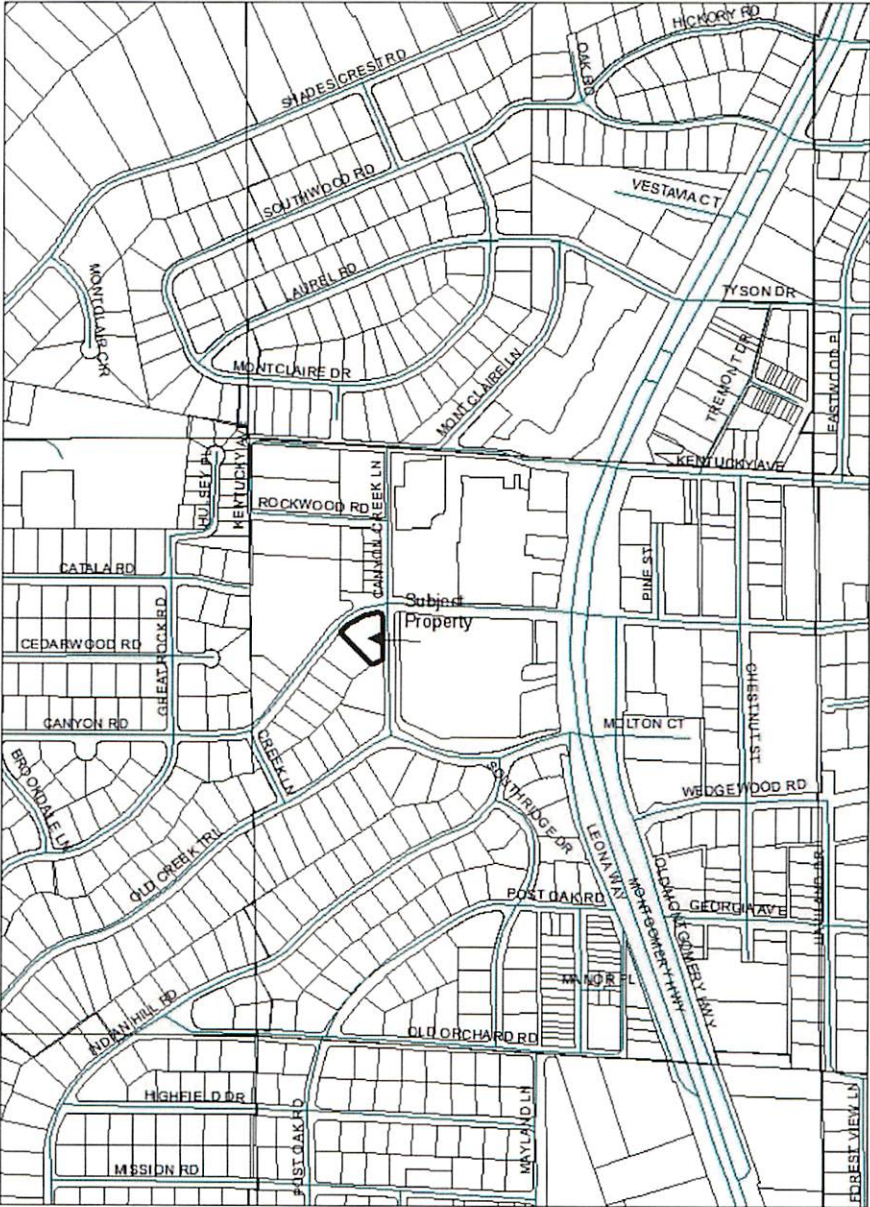 HICKORY RD
OAK RD
SHADES CREST RD
SOUTHWOOD RD
VESTAVIA CT
MONTCLAIR CIR
LAUREL RD
TYSON DR
MONTCLAIRE DR
MONTCLAIRE LN
TREMONT DR
EASTWOOD PL
KENTUCKY AVE
HULSEY PL
KENTUCKY AVE
ROCKWOOD RD
CANYON CREEK LN
CATALA RD
PINE ST
Subject
Property
CEDARWOOD RD
GREAT ROCK RD
CHESTNUT ST
CANYON RD
CREEK LN
MOLTON CT
BROOKDALE LN
SOUTHRIDGE DR
WEDGEWOOD RD
OLD CREEK TRL
LEONA WAY
MONTGOMERY HWY
OLD MONTGOMERY HWY
POST OAK RD
GEORGIA AVE
MANOR PL
INDIAN HILL RD
OLD ORCHARD RD
HIGHFIELD DR
POST OAK RD
MAYLAND LN
MISSION RD
FOREST VIEW LN